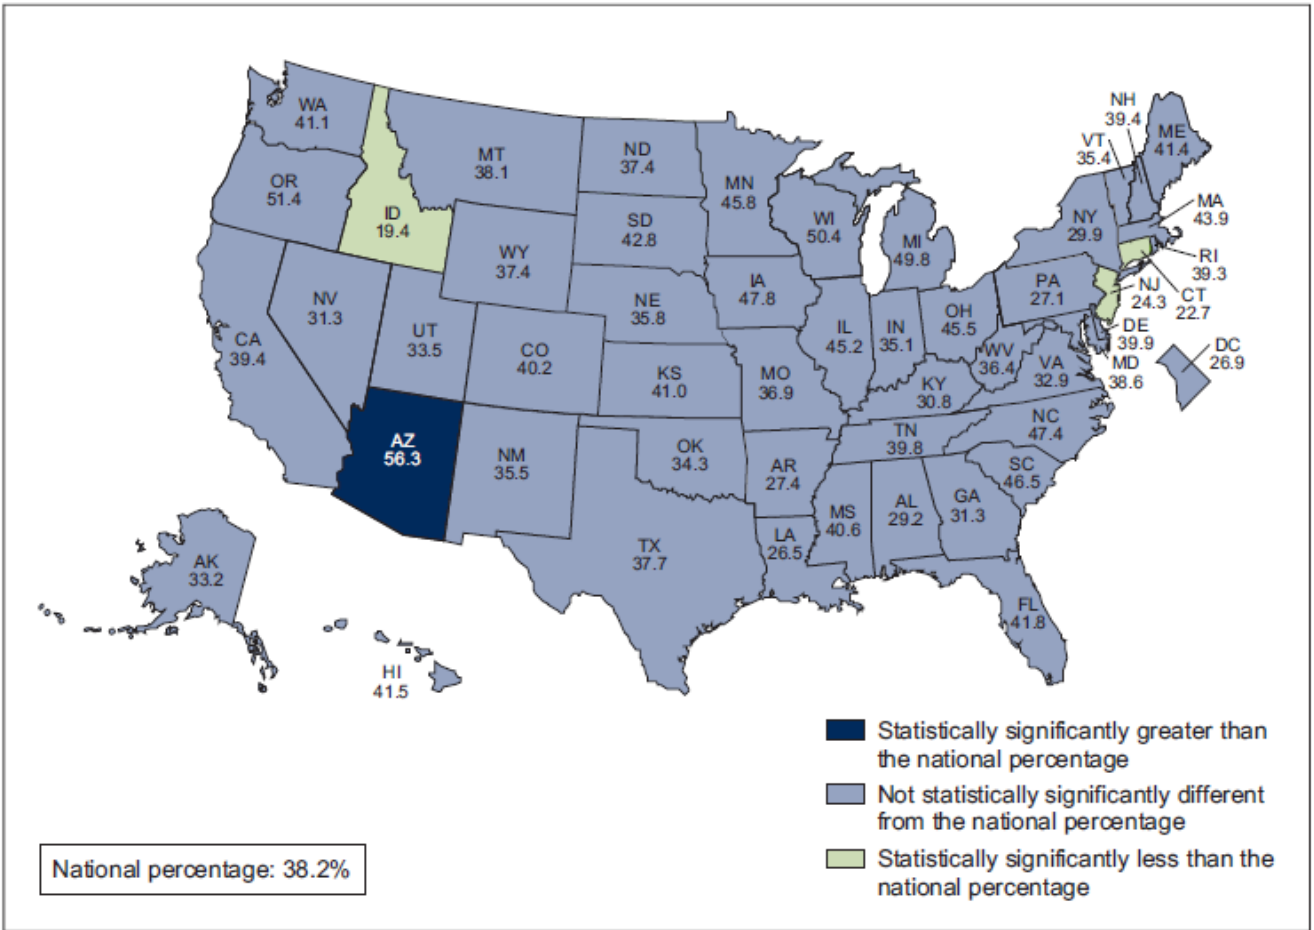 WA
41.1
OR
51.4
ID
19.4
MT
38.1
ND
37.4
MN
45.8
SD
42.8
WY
37.4
WI
50.4
MI
49.8
NH
39.4
VT
35.4
ME
41.4
MA
43.9
NY
29.9
RI
39.3
CT
22.7
NJ
24.3
PA
27.1
DE
39.9
MD
38.6
DC
26.9
NV
31.3
CA
39.4
UT
33.5
CO
40.2
NE
35.8
IA
47.8
KS
41.0
MO
36.9
IL
45.2
IN
35.1
OH
45.5
WV
36.4
VA
32.9
KY
30.8
NC
47.4
TN
39.8
SC
46.5
AZ
56.3
NM
35.5
OK
34.3
AR
27.4
MS
40.6
AL
29.2
GA
31.3
LA
26.5
TX
37.7
FL
41.8
AK
33.2
HI
41.5
Statistically significantly greater than
the national percentage
Not statistically significantly different
from the national percentage
Statistically significantly less than the
national percentage
National percentage: 38.2%